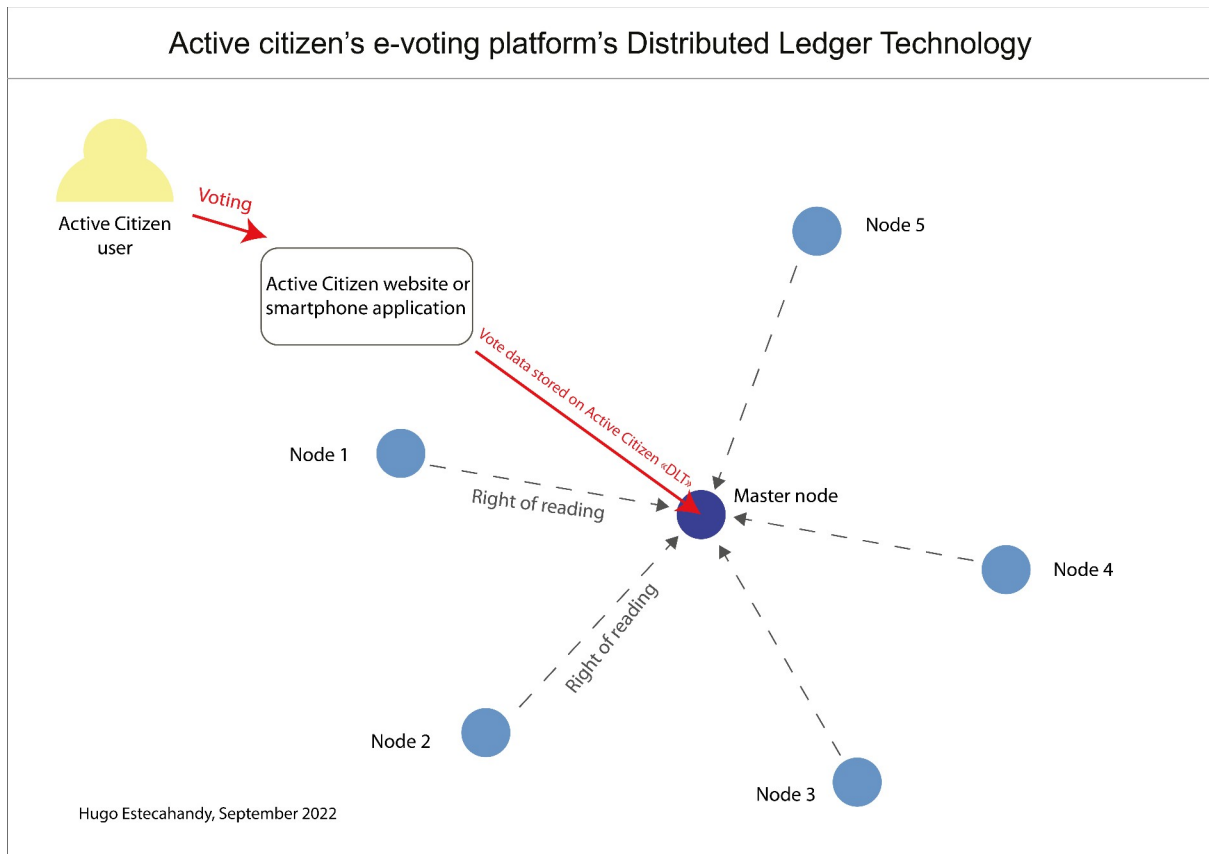 Active citizen’s e-voting platform’s Distributed Ledger Technology
Voting
Active Citizen
user
Active Citizen website or
smartphone application
Vote data stored on Active Citizen «DLT»
Node 5
Node 1
Right of reading
Master node
Node 4
Right of reading
Node 2
Node 3
Hugo Estecahandy, September 2022